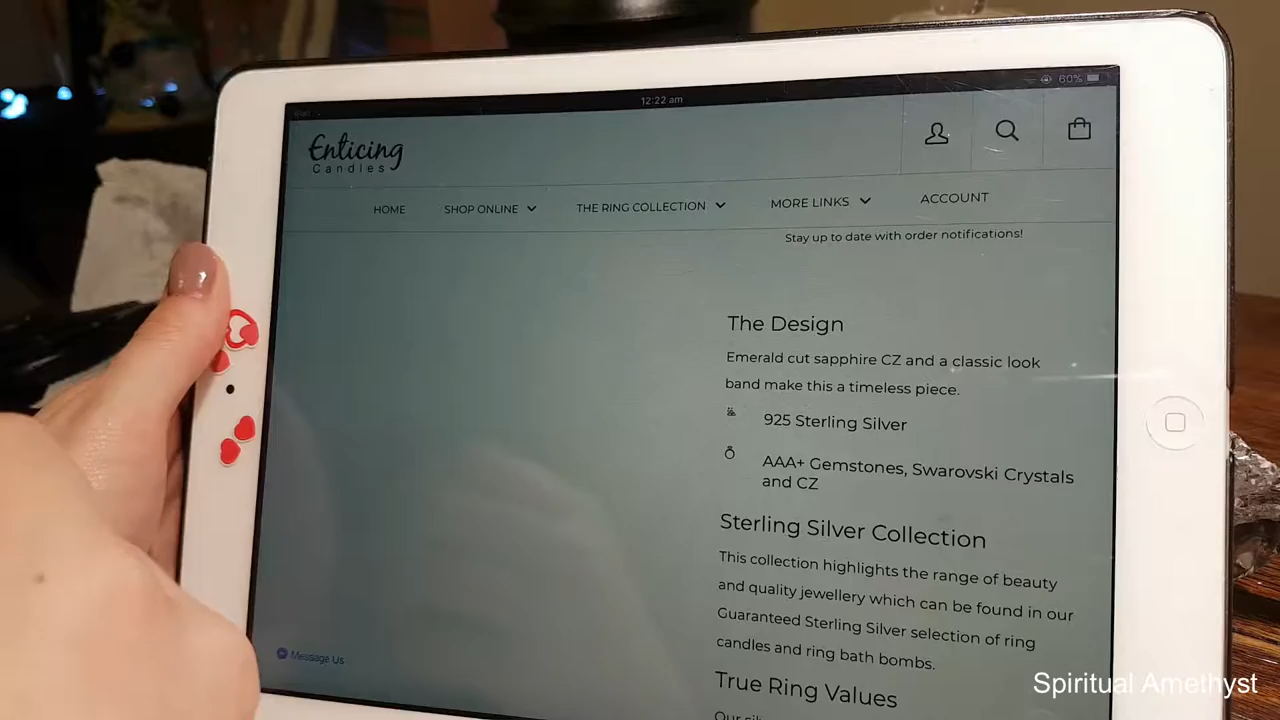 12:22 am
60%
Enticing
Candles
HOME
SHOP ONLINE
THE RING COLLECTION
MORE LINKS
ACCOUNT
Stay up to date with order notifications!
The Design
Emerald cut sapphire CZ and a classic look
band make this a timeless piece.
925 Sterling Silver
AAA+ Gemstones, Swarovski Crystals
and CZ
Sterling Silver Collection
This collection highlights the range of beauty
and quality jewellery which can be found in our
Guaranteed Sterling Silver selection of ring
candles and ring bath bombs.
True Ring Values
Message Us
Spiritual Amethyst